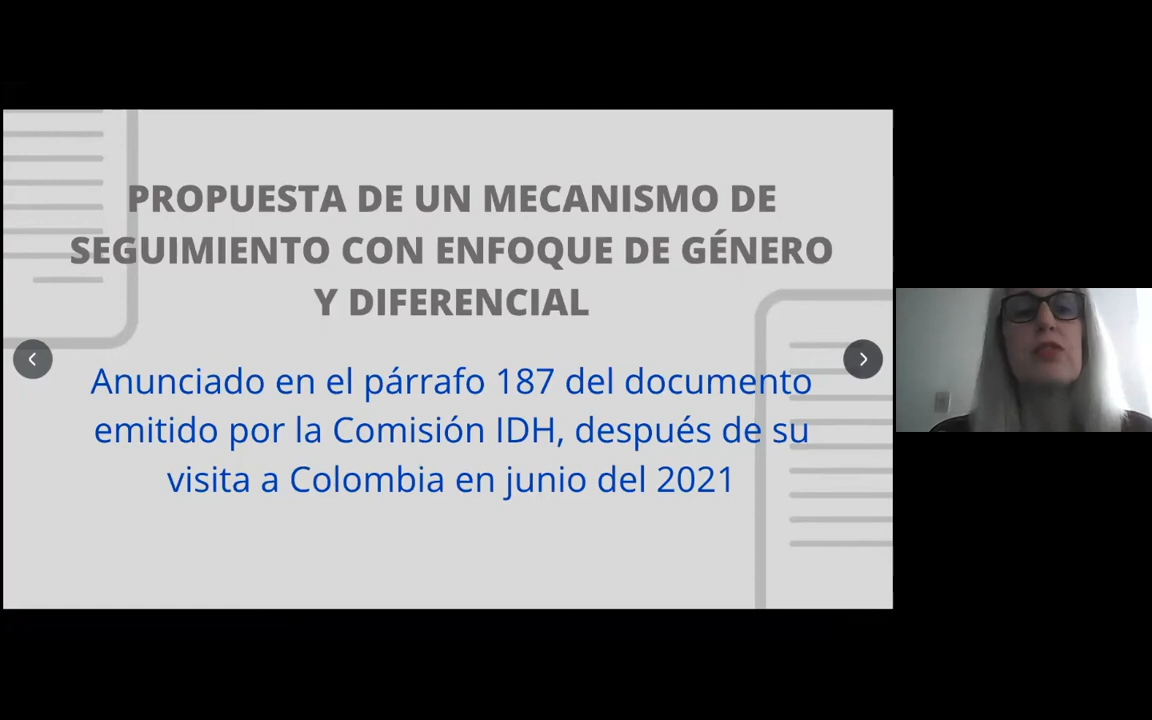 PROPUESTA DE UN MECANISMO DE
SEGUIMIENTO CON ENFOQUE DE GÉNERO
Y DIFERENCIAL
Anunciado en el párrafo 187 del documento
emitido por la Comisión IDH, después de su
visita a Colombia en junio del 2021